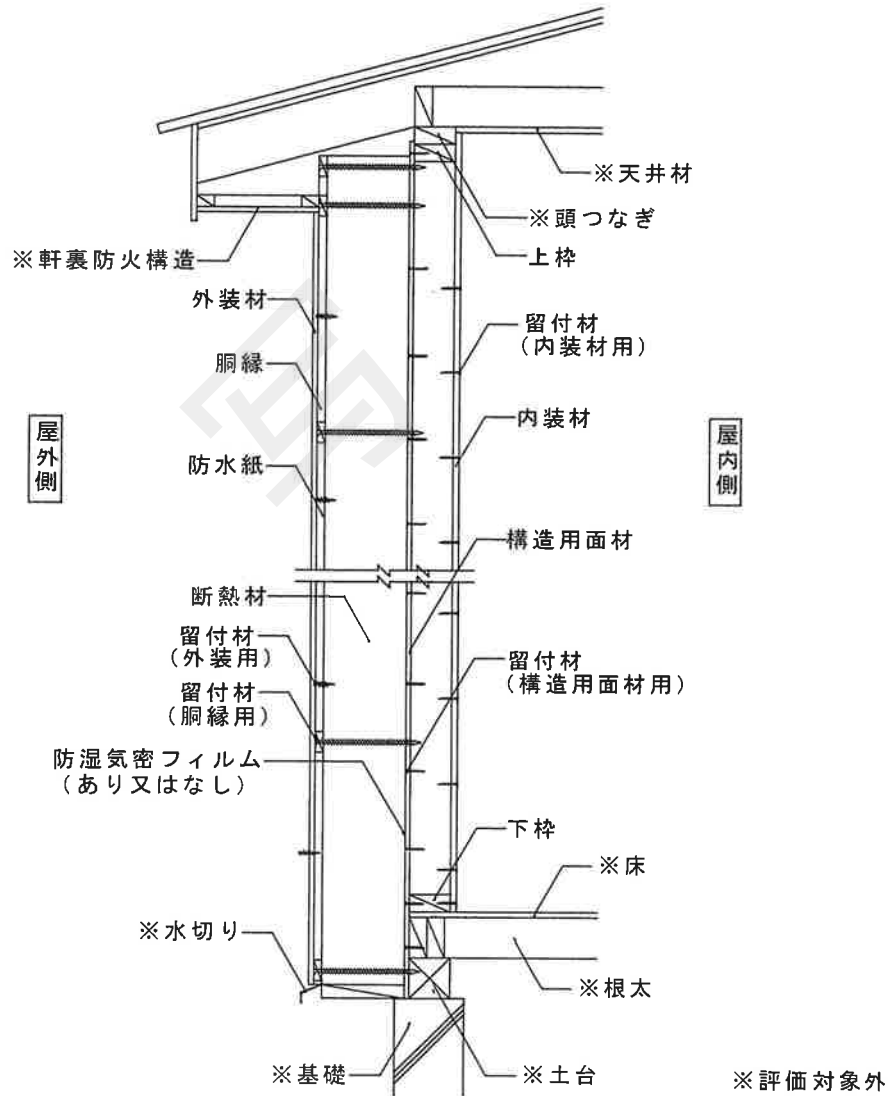 ※天井材
※頭つなぎ
上枠
※軒裏防火構造
外装材
留付材
(内装材用)
胴縁
内装材
屋外側
屋内側
防水紙
構造用面材
断熱材
留付材
(外装用)
留付材
(構造用面材用)
留付材
(胴縁用)
防湿気密フィルム
(あり又はなし)
下枠
※床
※水切り
※根太
※基礎
※土台
※評価対象外
写